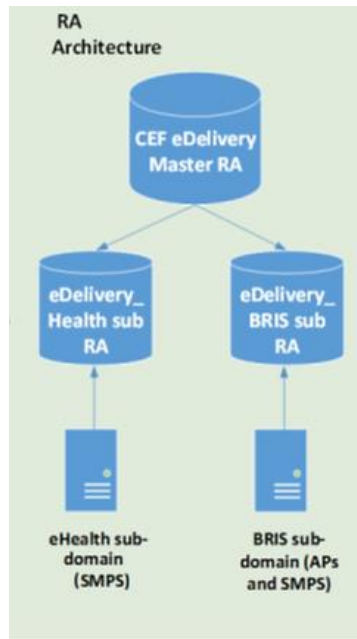 RA
Architecture
CEF eDelivery
Master RA
eDelivery_
Health sub
RA
eDelivery_
BRIS sub
RA
eHealth sub-
domain
(SMPS)
BRIS sub-
domain (APs
and SMPS)